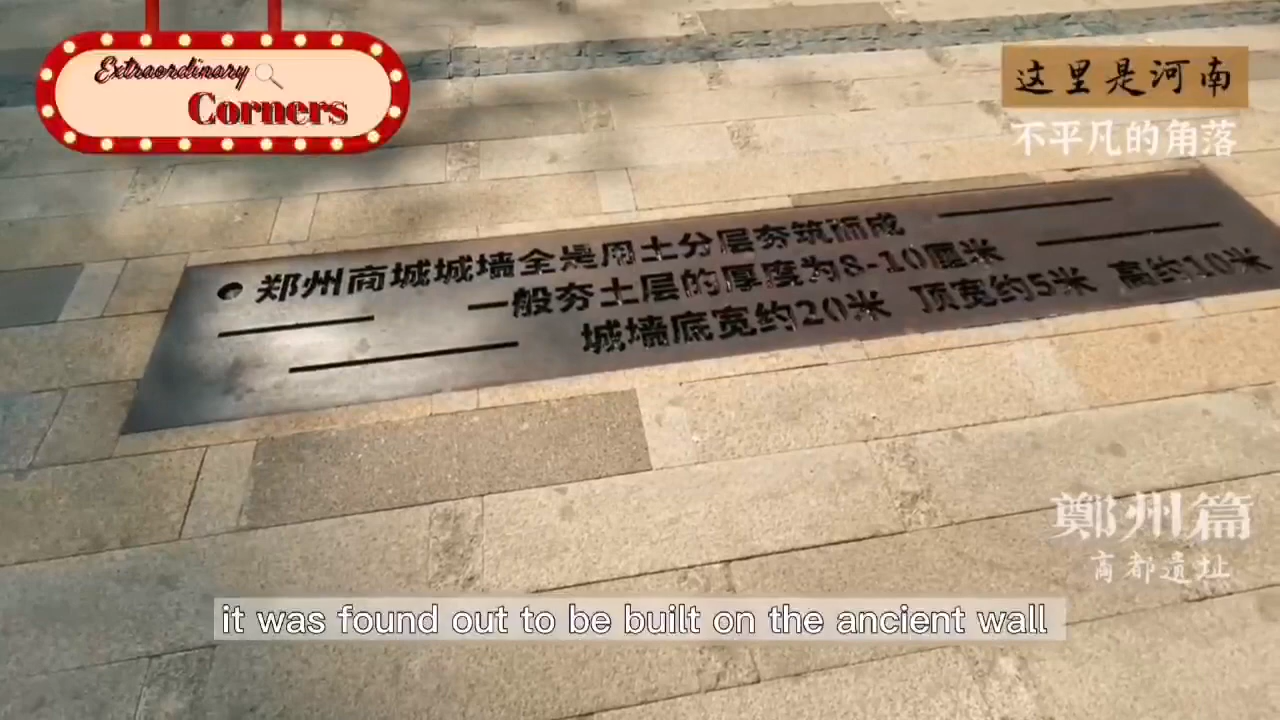 Extraordinary
Corners
这里是河南
不平凡的角落
郑州商城城墙全是用土分层夯筑而成
一般夯土层的厚度为8-10厘米
城墙底宽约20米 顶宽约5米 高约10米
鄭州篇
商都遗址
it was found out to be built on the ancient wall